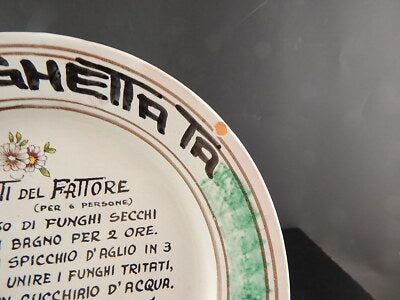 GHETTATA
TI DEL FATTORE
(PER 6 PERSONE)
SO DI FUNGHI SECCHI
I BAGNO PER 2 ORE.
SPICCHIO D'AGLIO IN 3
UNIRE I FUNGHI TRITATI,
N CUCCHIAIO D'ACQUA.